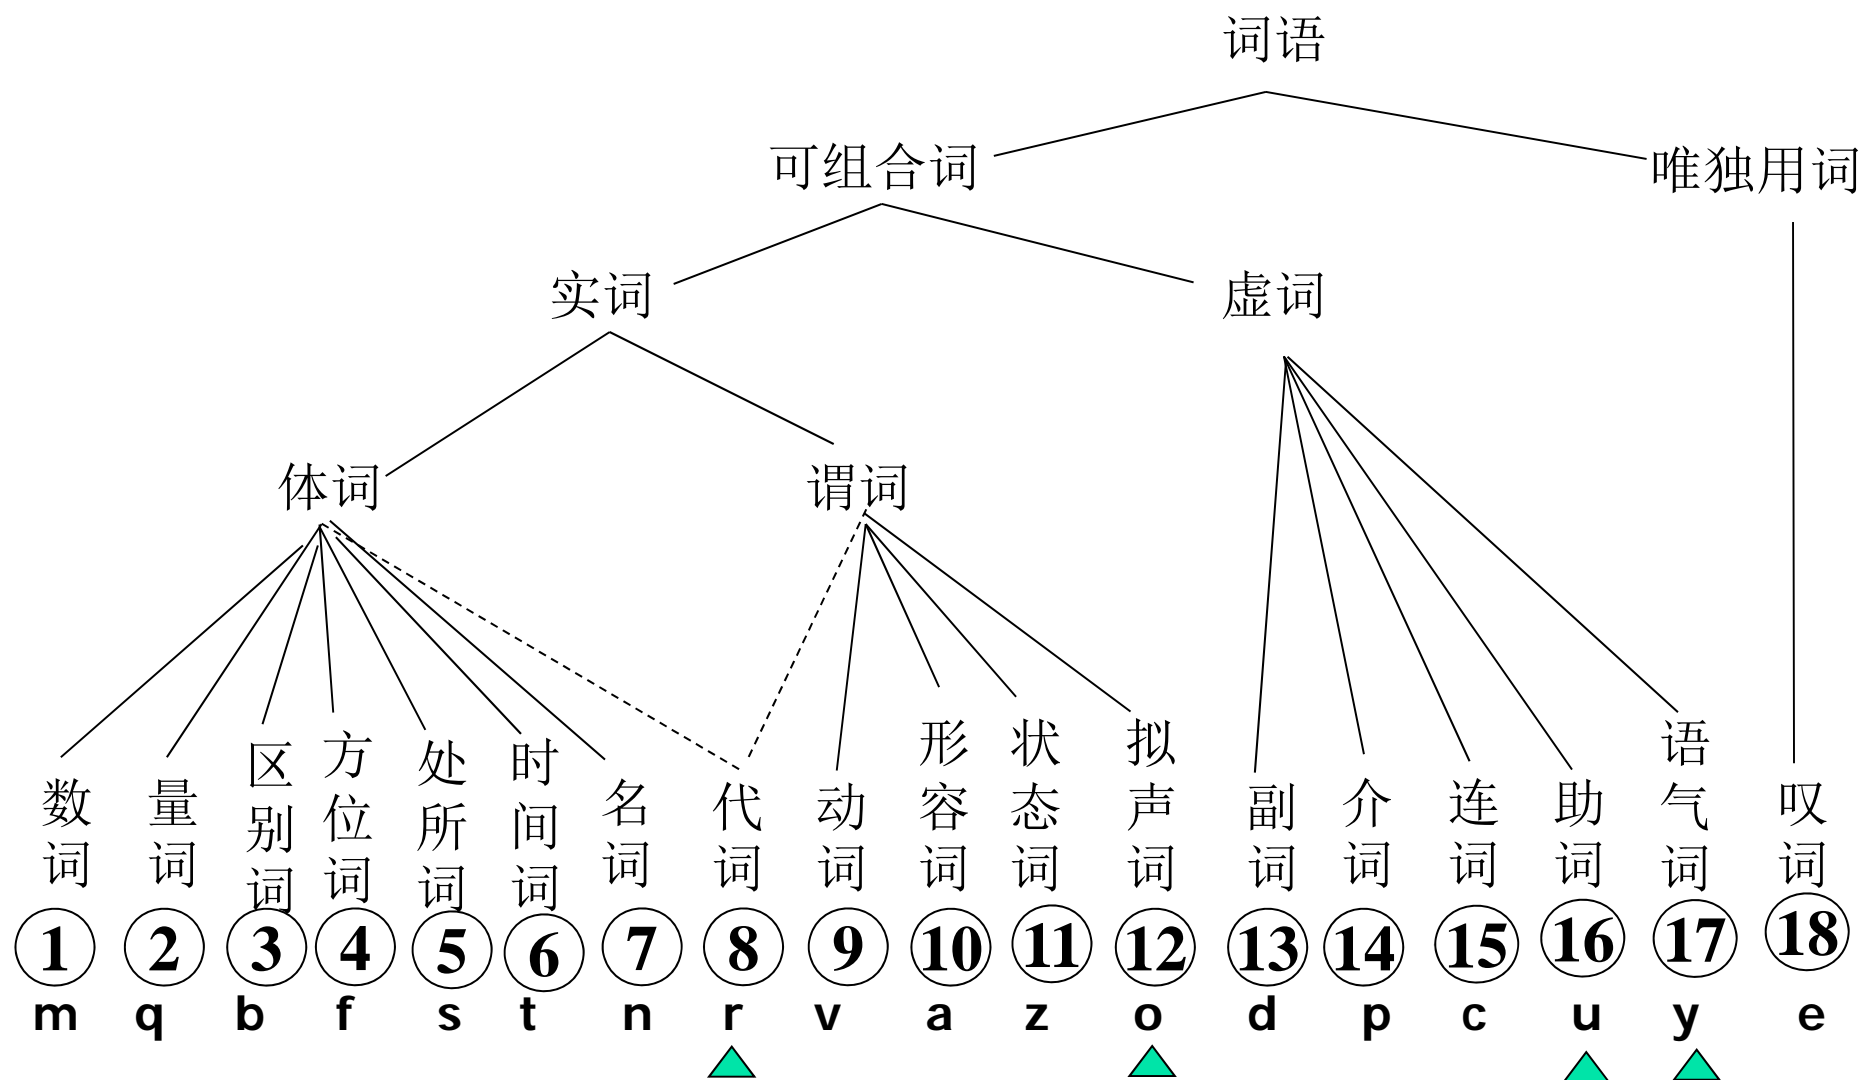 词语
可组合词
唯独用词
实词
虚词
体词
谓词
数词
量词
区别词
方位词
处所词
时间词
名词
代词
动词
形容词
状态词
拟声词
副词
介词
连词
助词
语气词
叹词
1 2 3 4 5 6 7 8 9 10 11 12 13 14 15 16 17 18
m q b f s t n r v a z o d p c u y e